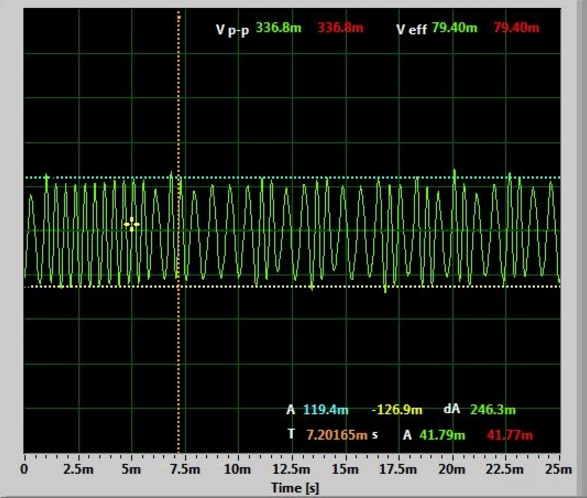 V p-p 336.8m 336.8m V eff 79.40m 79.40m
A 119.4m -126.9m dA 246.3m
T 7.20165m s A 41.79m 41.77m
0 2.5m 5m 7.5m 10m 12.5m 15m 17.5m 20m 22.5m 25m
Time [s]